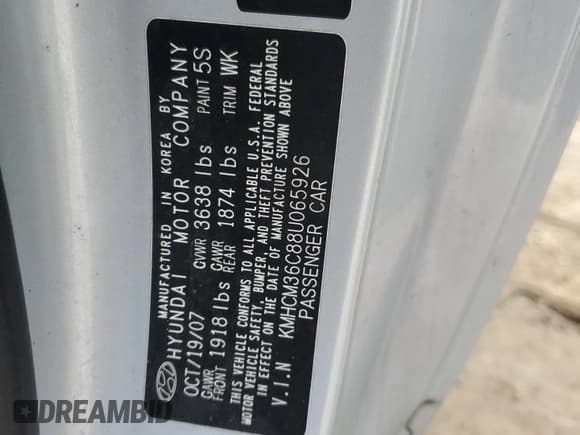 MANUFACTURED IN KOREA BY
HYUNDAI MOTOR COMPANY
OCT/19/07 GVWR 3638 lbs PAINT 5S
GAWR FRONT 1918 lbs GAWR REAR 1874 lbs TRIM WK
THIS VEHICLE CONFORMS TO ALL APPLICABLE U.S.A. FEDERAL
MOTOR VEHICLE SAFETY, BUMPER, AND THEFT PREVENTION STANDARDS
IN EFFECT ON THE DATE OF MANUFACTURE SHOWN ABOVE
V.I.N KMHCM36C88U065926
PASSENGER CAR
DREAMBID